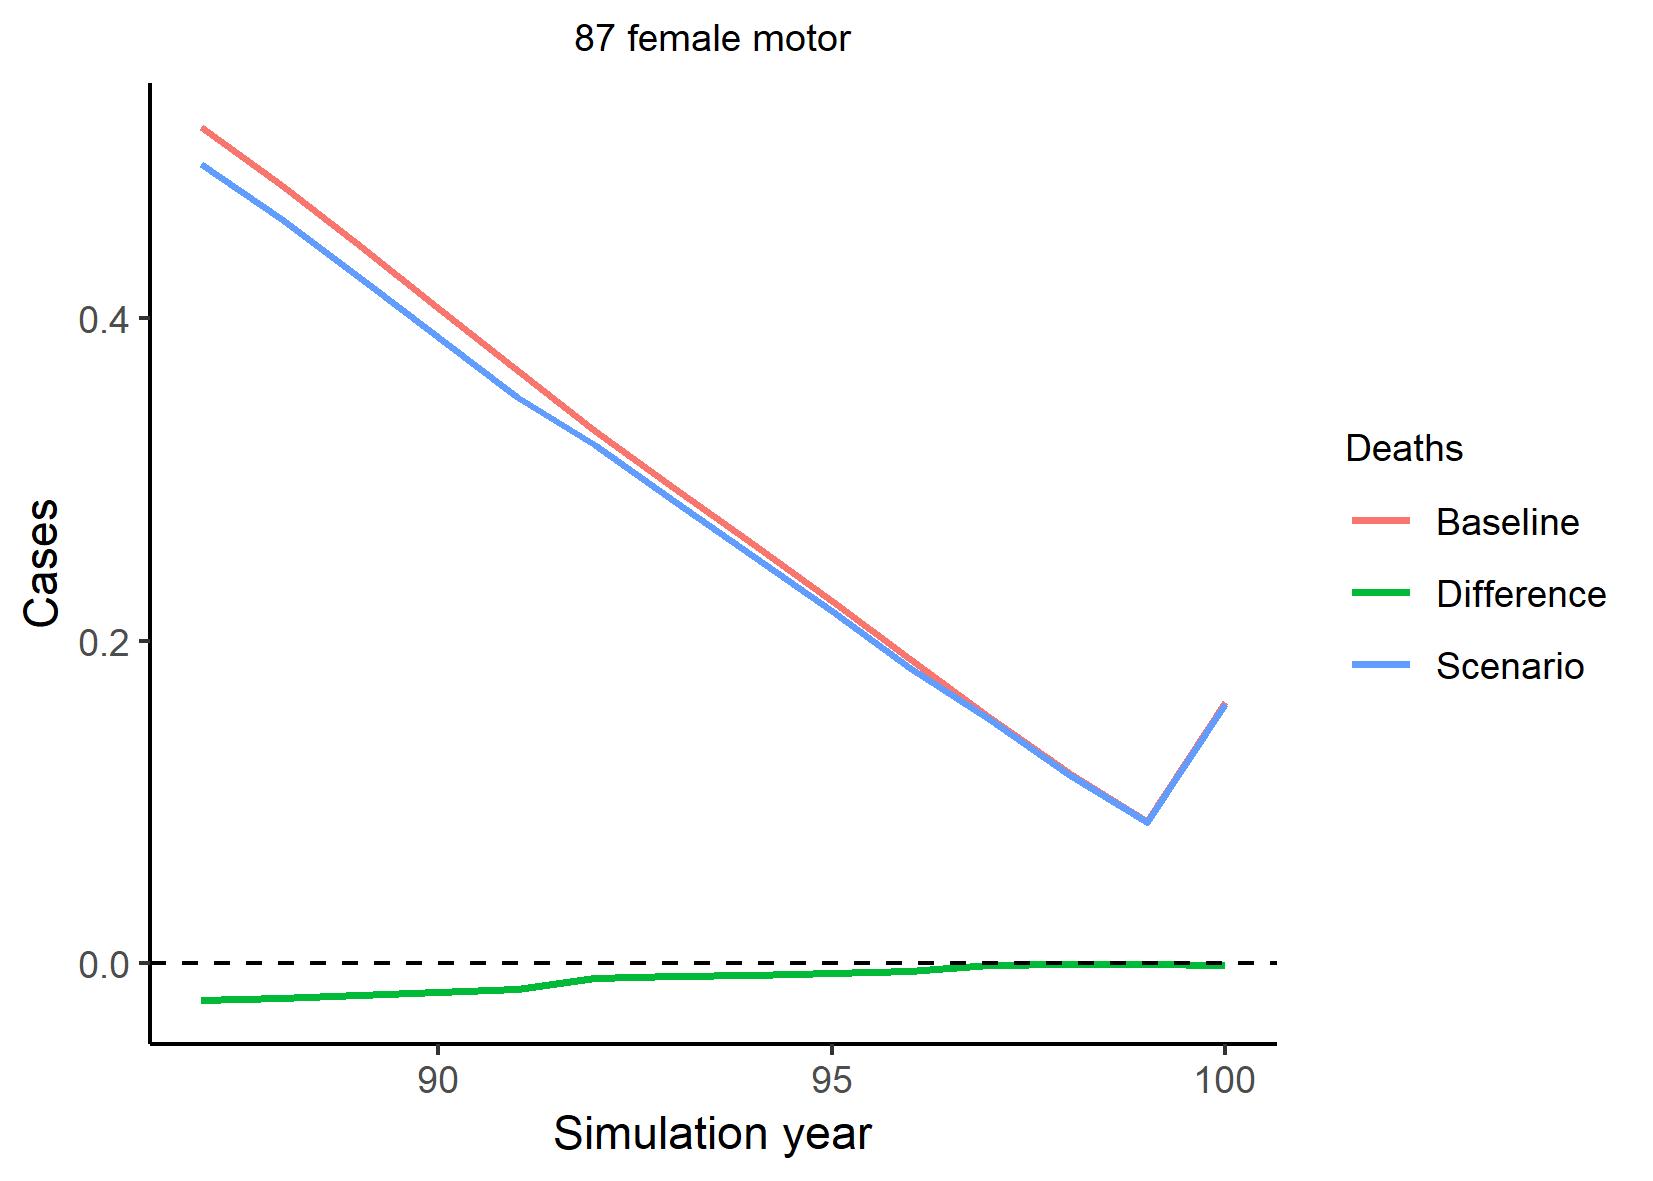 87 female motor
Cases
0.4
0.2
0.0
90 95 100
Simulation year
Deaths
Baseline
Difference
Scenario